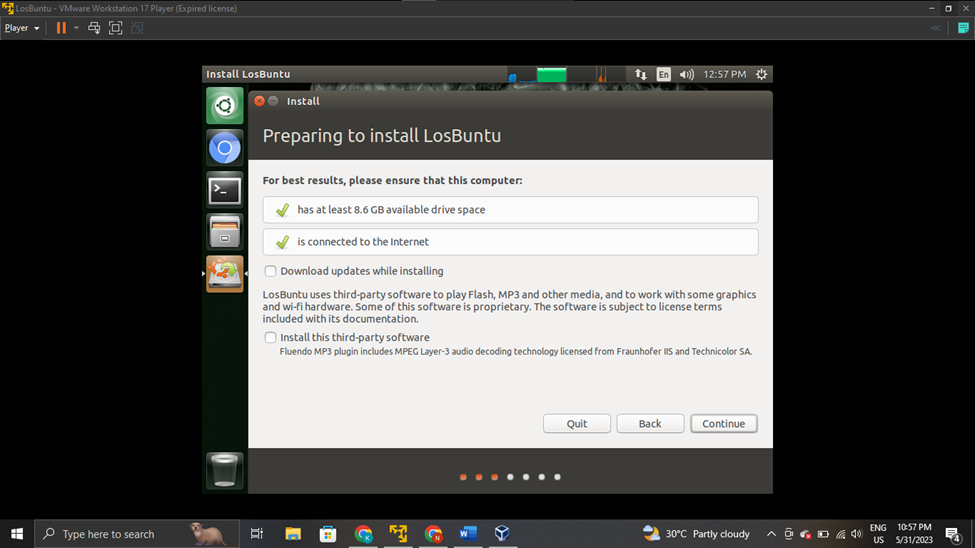 LosBuntu - VMware Workstation 17 Player (Expired license)
Player
Install LosBuntu
En
12:57 PM
Install
Preparing to install LosBuntu
For best results, please ensure that this computer:
has at least 8.6 GB available drive space
is connected to the Internet
Download updates while installing
LosBuntu uses third-party software to play Flash, MP3 and other media, and to work with some graphics
and wi-fi hardware. Some of this software is proprietary. The software is subject to license terms
included with its documentation.
Install this third-party software
Fluendo MP3 plugin includes MPEG Layer-3 audio decoding technology licensed from Fraunhofer IIS and Technicolor SA.
Quit
Back
Continue
Type here to search
K
N
W
30°C Partly cloudy
ENG
US
10:57 PM
5/31/2023
4